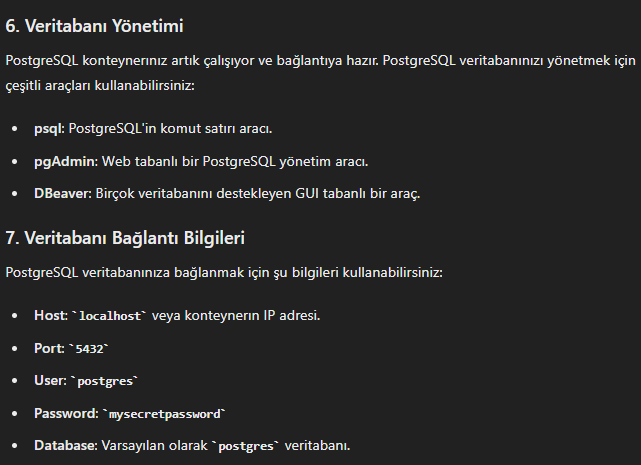 6. Veritabanı Yönetimi
PostgreSQL konteynerınız artık çalışıyor ve bağlantıya hazır. PostgreSQL veritabanınızı yönetmek için
çeşitli araçları kullanabilirsiniz:
• psql: PostgreSQL'in komut satırı aracı.
• pgAdmin: Web tabanlı bir PostgreSQL yönetim aracı.
• DBeaver: Birçok veritabanını destekleyen GUI tabanlı bir araç.
7. Veritabanı Bağlantı Bilgileri
PostgreSQL veritabanınıza bağlanmak için şu bilgileri kullanabilirsiniz:
• Host: `localhost` veya konteynerın IP adresi.
• Port: `5432`
• User: `postgres`
• Password: `mysecretpassword`
• Database: Varsayılan olarak `postgres` veritabanı.